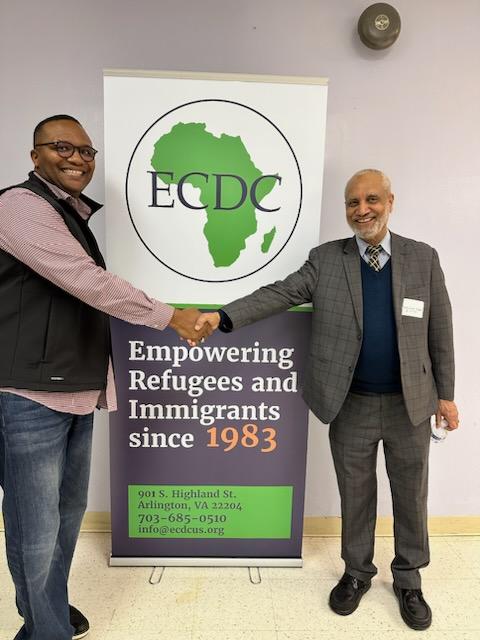 ECDC
Empowering
Refugees and
Immigrants
since 1983
901 S. Highland St.
Arlington, VA 22204
703-685-0510
info@ecdcus.org